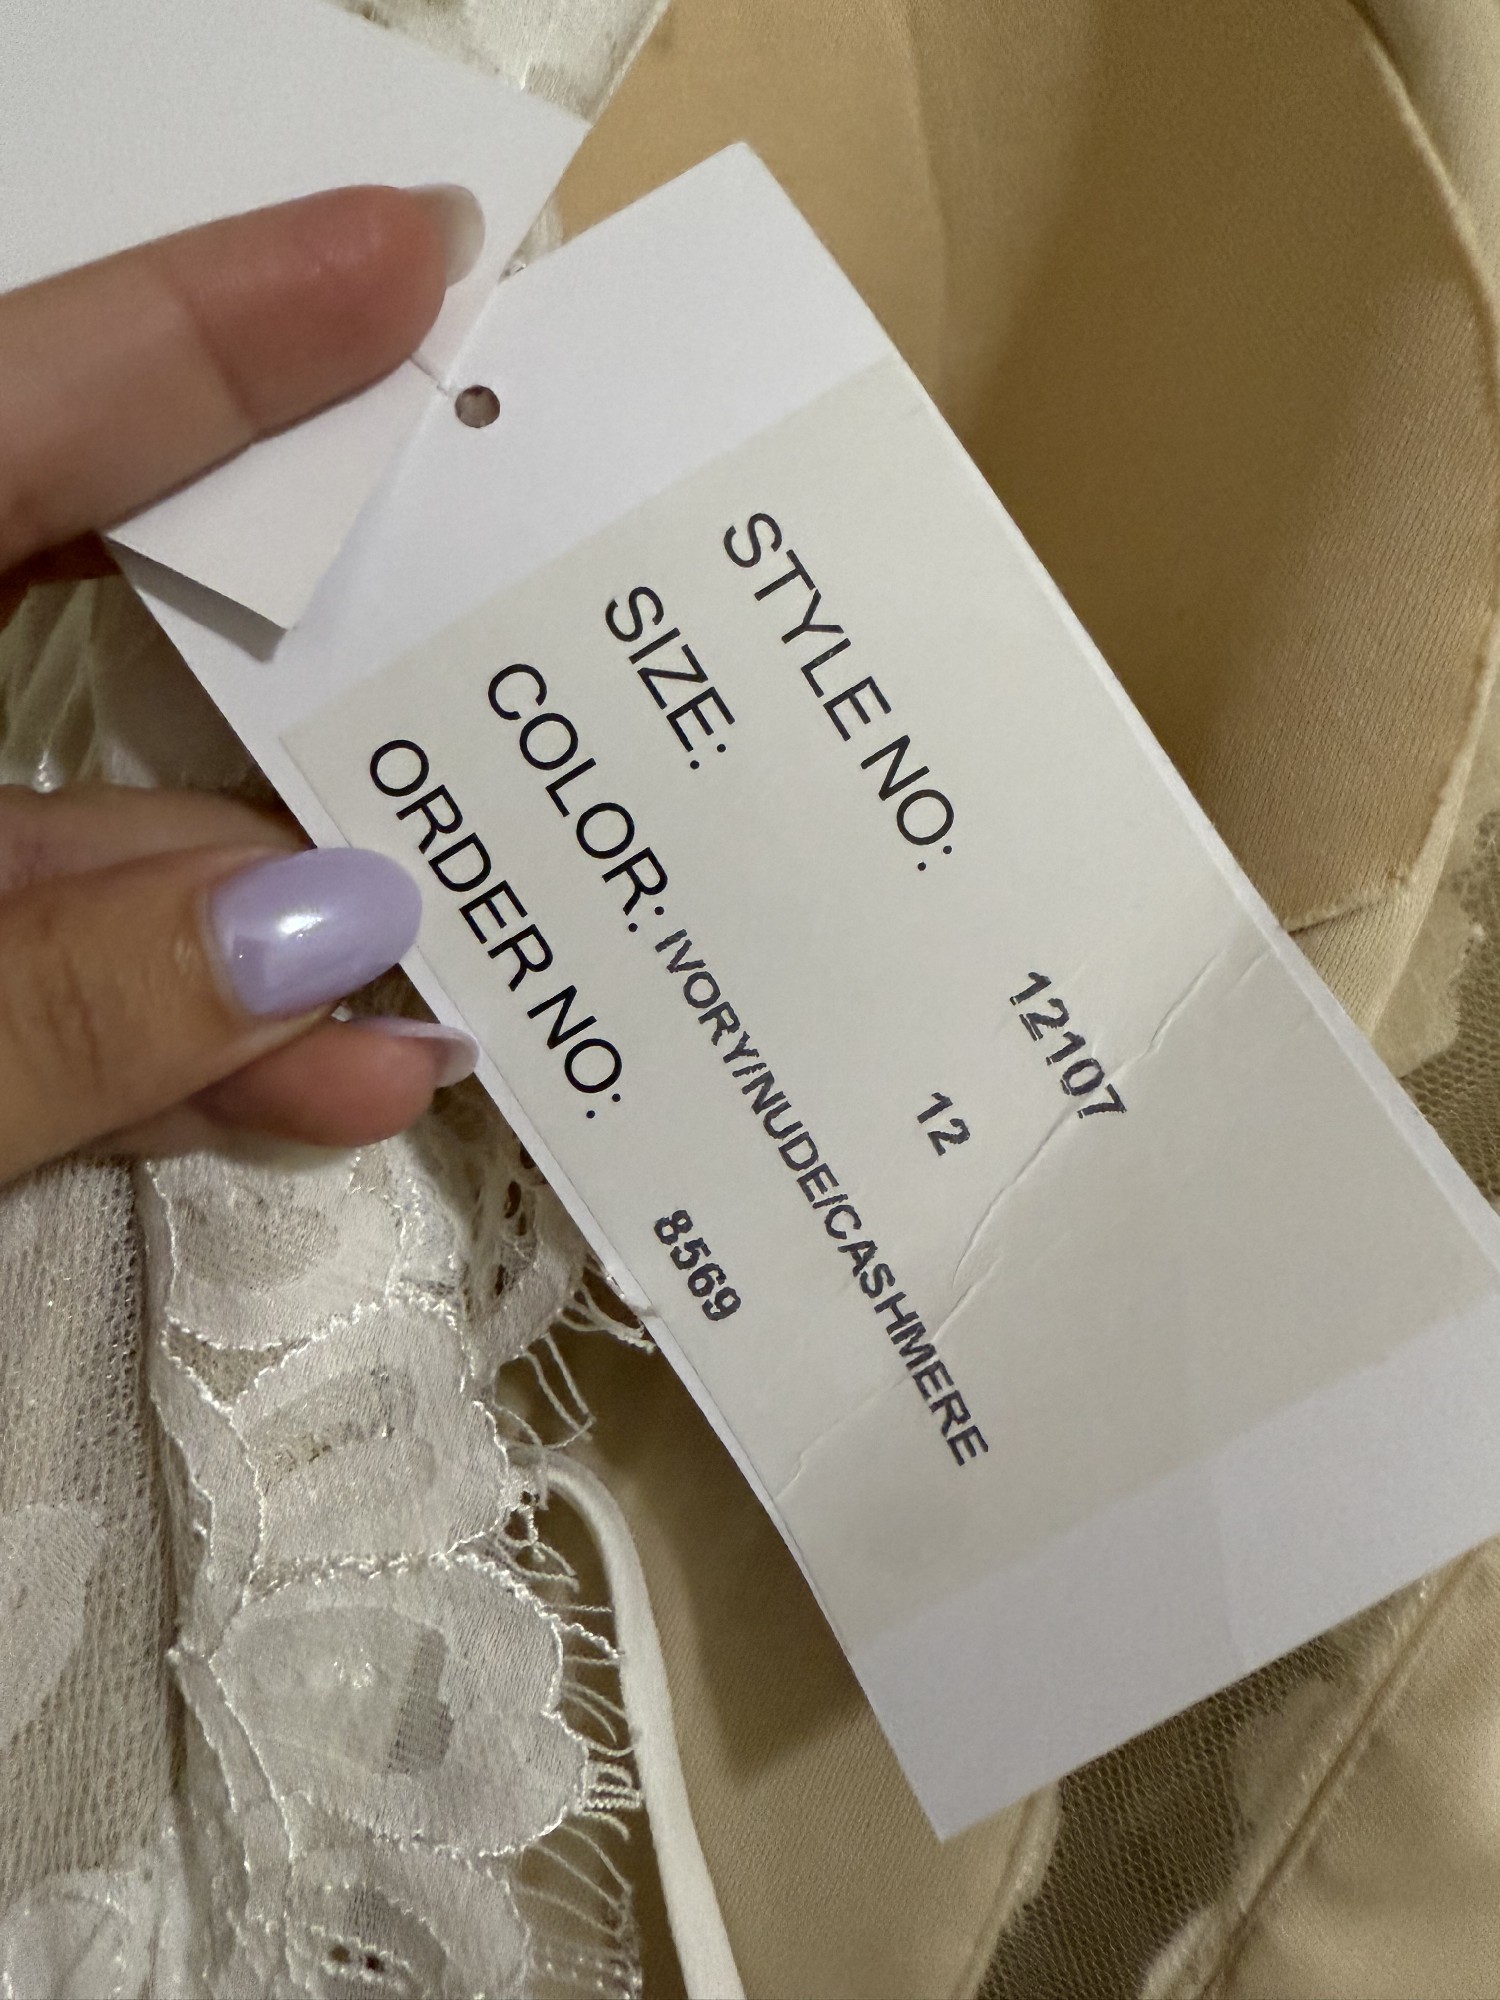 STYLE NO: 12107
SIZE: 12
COLOR: IVORY/NUDE/CASHMERE
ORDER NO: 8569